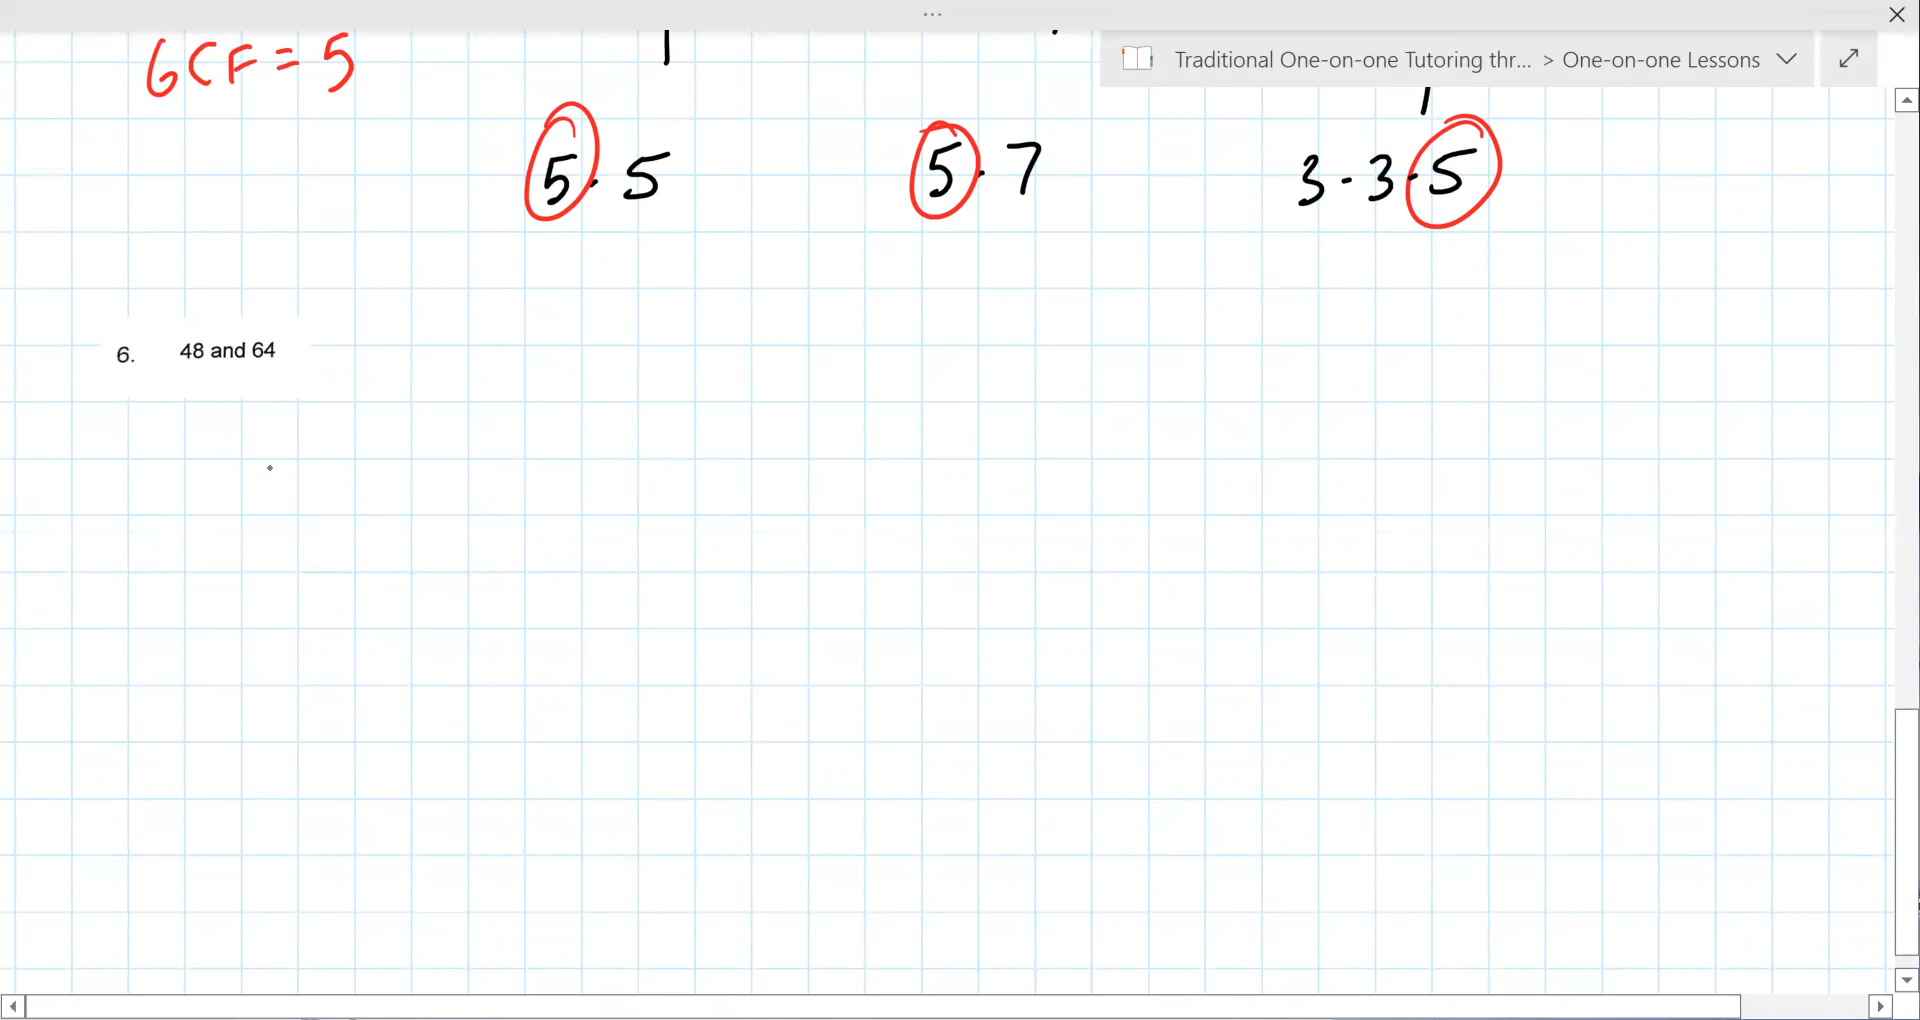 Traditional One-on-one Tutoring thr... > One-on-one Lessons
GCF = 5
5 · 5
5 · 7
3 · 3 · 5
6. 48 and 64